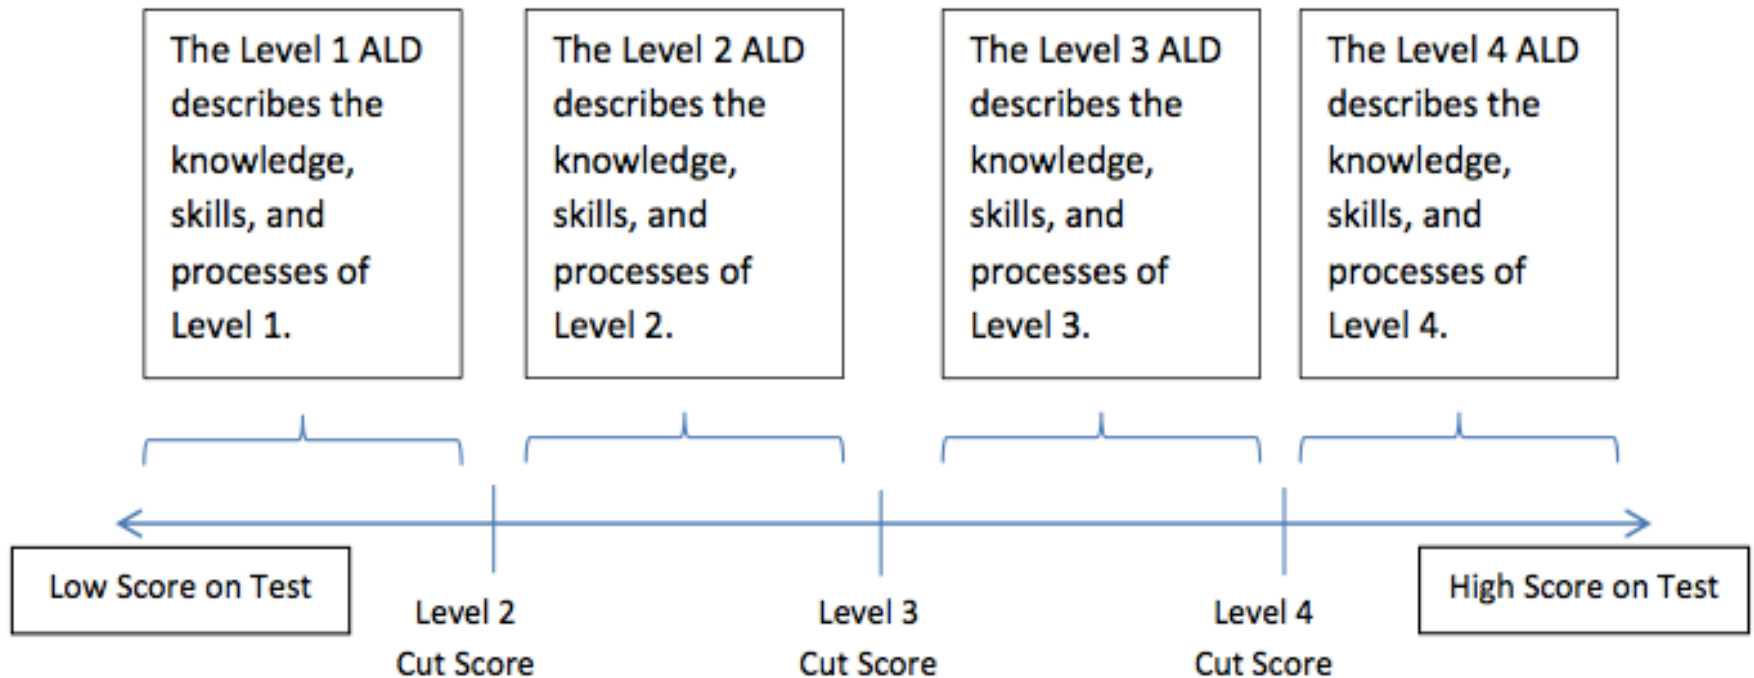 The Level 1 ALD
describes the
knowledge,
skills, and
processes of
Level 1.
The Level 2 ALD
describes the
knowledge,
skills, and
processes of
Level 2.
The Level 3 ALD
describes the
knowledge,
skills, and
processes of
Level 3.
The Level 4 ALD
describes the
knowledge,
skills, and
processes of
Level 4.
Low Score on Test
Level 2
Cut Score
Level 3
Cut Score
Level 4
Cut Score
High Score on Test